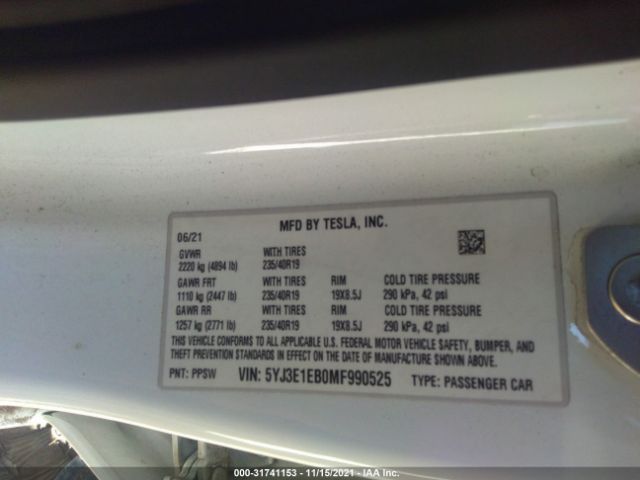 MFD BY TESLA, INC.
06/21
GVWR WITH TIRES
2220 kg (4894 lb) 235/40R19
GAWR FRT WITH TIRES RIM COLD TIRE PRESSURE
1110 kg (2447 lb) 235/40R19 19X8.5J 290 kPa, 42 psi
GAWR RR WITH TIRES RIM COLD TIRE PRESSURE
1257 kg (2771 lb) 235/40R19 19X8.5J 290 kPa, 42 psi
THIS VEHICLE CONFORMS TO ALL APPLICABLE U.S. FEDERAL MOTOR VEHICLE SAFETY, BUMPER, AND
THEFT PREVENTION STANDARDS IN EFFECT ON THE DATE OF MANUFACTURE SHOWN ABOVE.
PNT: PPSW VIN: 5YJ3E1EB0MF990525 TYPE: PASSENGER CAR
000-31741153 - 11/15/2021 - IAA Inc.